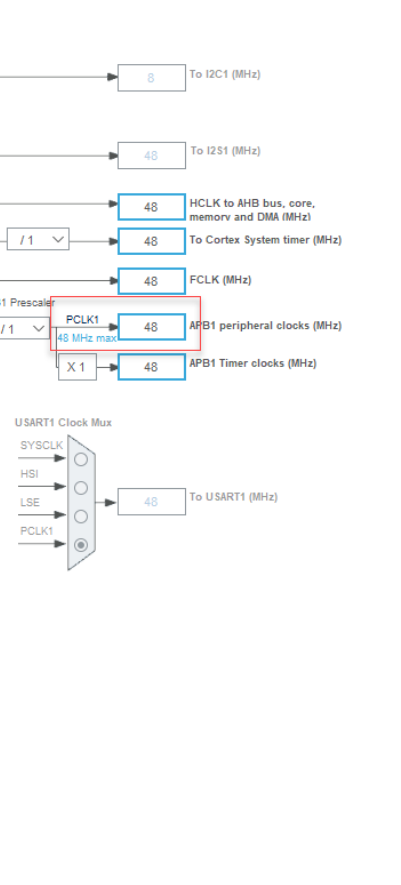 8
To I2C1 (MHz)
48
To I2S1 (MHz)
48
HCLK to AHB bus, core,
memory and DMA (MHz)
/ 1
48
To Cortex System timer (MHz)
48
FCLK (MHz)
1 Prescaler
/ 1
PCLK1
48 MHz max
48
APB1 peripheral clocks (MHz)
X 1
48
APB1 Timer clocks (MHz)
USART1 Clock Mux
SYSCLK
HSI
LSE
PCLK1
48
To USART1 (MHz)